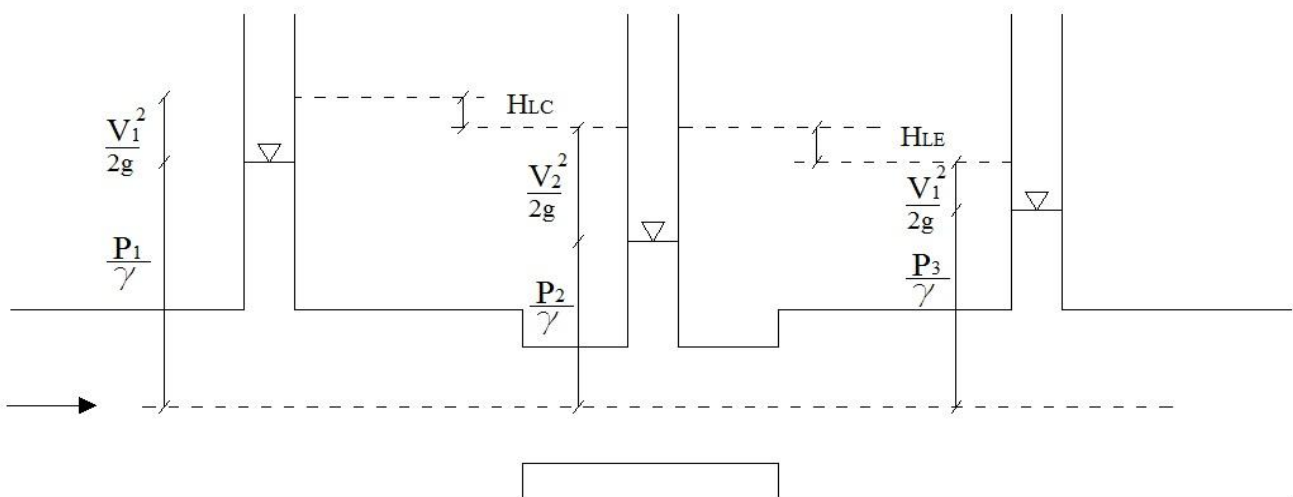 V₁²/2g
P₁/γ
HLC
V₂²/2g
P₂/γ
HLE
V₁²/2g
P₃/γ